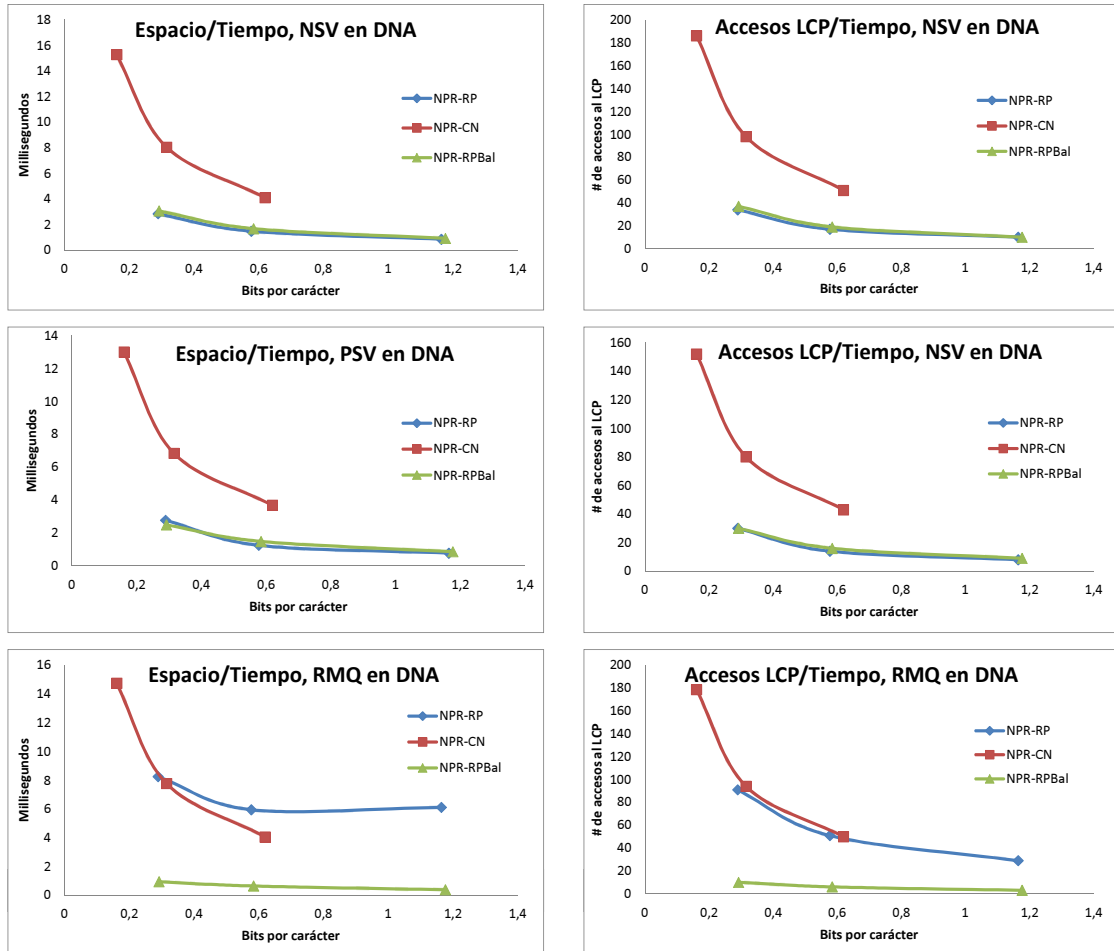 Espacio/Tiempo, NSV en DNA
Millisegundos
18
16
14
12
10
8
6
4
2
0
0
0,2
0,4
0,6
0,8
1
1,2
1,4
Bits por carácter
NPR-RP
NPR-CN
NPR-RPBal
Accesos LCP/Tiempo, NSV en DNA
# de accesos al LCP
200
180
160
140
120
100
80
60
40
20
0
0
0,2
0,4
0,6
0,8
1
1,2
1,4
Bits por carácter
NPR-RP
NPR-CN
NPR-RPBal
Espacio/Tiempo, PSV en DNA
Millisegundos
14
12
10
8
6
4
2
0
0
0,2
0,4
0,6
0,8
1
1,2
1,4
Bits por carácter
NPR-RP
NPR-CN
NPR-RPBal
Accesos LCP/Tiempo, NSV en DNA
# de accesos al LCP
160
140
120
100
80
60
40
20
0
0
0,2
0,4
0,6
0,8
1
1,2
1,4
Bits por carácter
NPR-RP
NPR-CN
NPR-RPBal
Espacio/Tiempo, RMQ en DNA
Millisegundos
16
14
12
10
8
6
4
2
0
0
0,2
0,4
0,6
0,8
1
1,2
1,4
Bits por carácter
NPR-RP
NPR-CN
NPR-RPBal
Accesos LCP/Tiempo, RMQ en DNA
# de accesos al LCP
200
180
160
140
120
100
80
60
40
20
0
0
0,2
0,4
0,6
0,8
1
1,2
1,4
Bits por carácter
NPR-RP
NPR-CN
NPR-RPBal